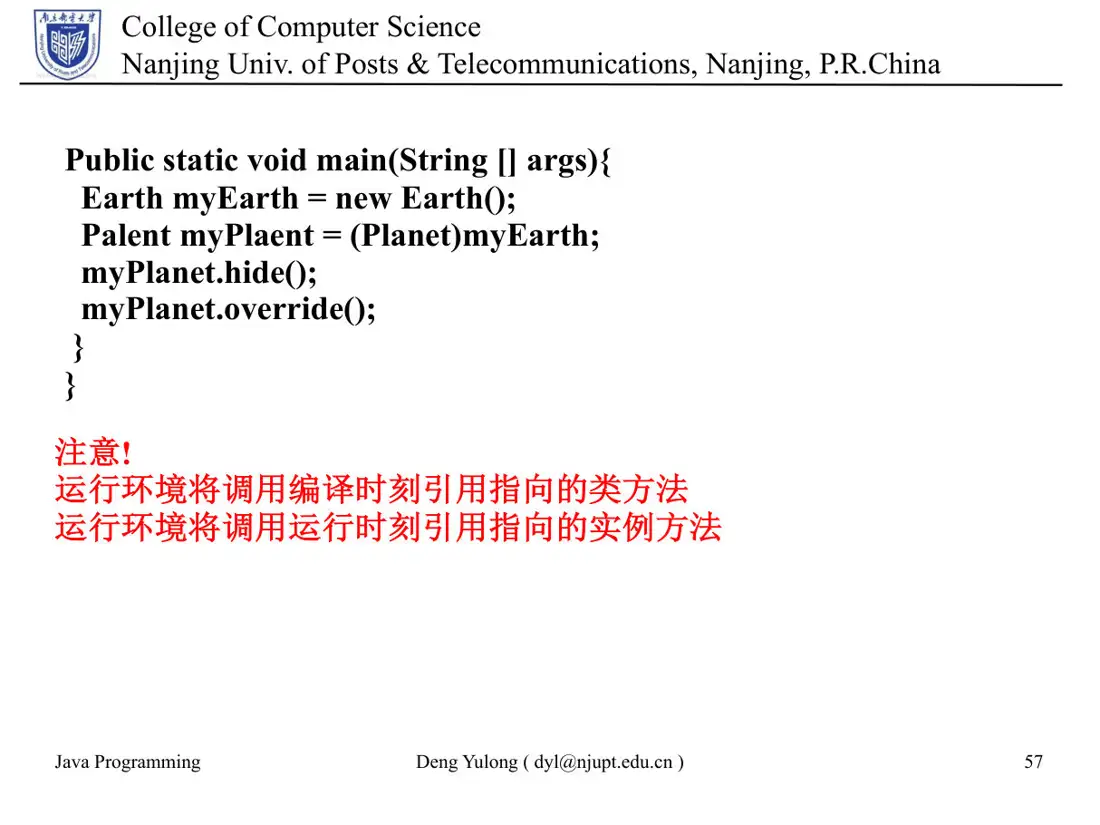 College of Computer Science
Nanjing Univ. of Posts & Telecommunications, Nanjing, P.R.China
Public static void main(String [] args){
Earth myEarth = new Earth();
Palent myPlaent = (Planet)myEarth;
myPlanet.hide();
myPlanet.override();
}
}
注意!
运行环境将调用编译时刻引用指向的类方法
运行环境将调用运行时刻引用指向的实例方法
Java Programming
Deng Yulong ( dyl@njupt.edu.cn )
57